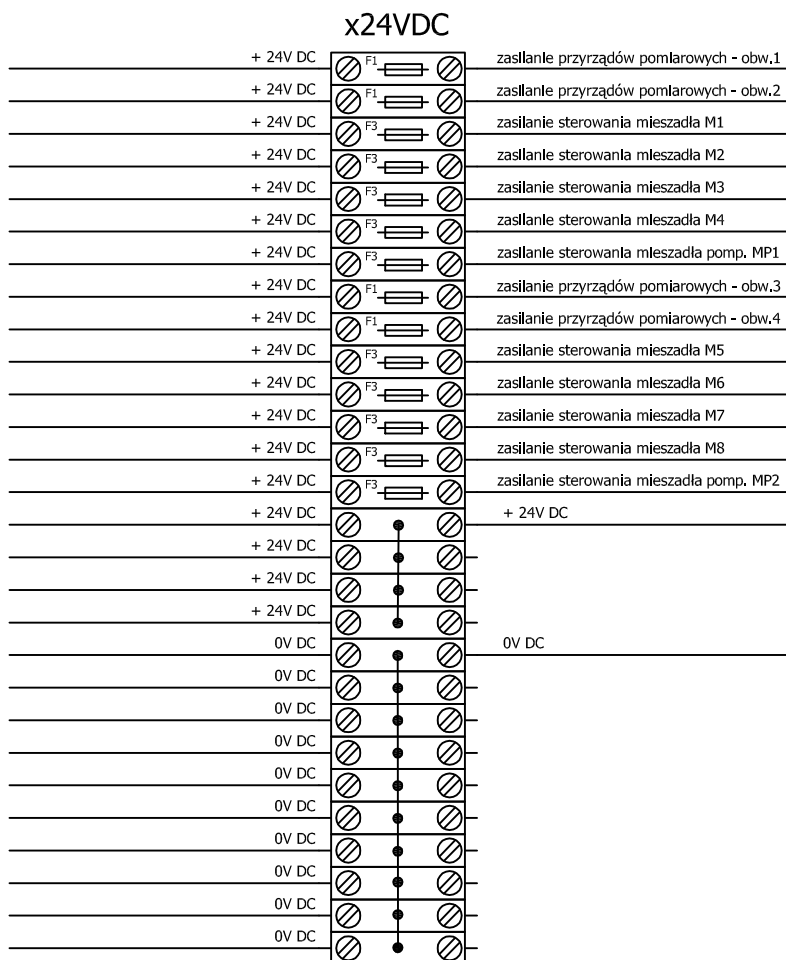 x24VDC
+ 24V DC F1 zasilanie przyrządów pomiarowych - obw.1
+ 24V DC F1 zasilanie przyrządów pomiarowych - obw.2
+ 24V DC F3 zasilanie sterowania mieszadła M1
+ 24V DC F3 zasilanie sterowania mieszadła M2
+ 24V DC F3 zasilanie sterowania mieszadła M3
+ 24V DC F3 zasilanie sterowania mieszadła M4
+ 24V DC F3 zasilanie sterowania mieszadła pomp. MP1
+ 24V DC F1 zasilanie przyrządów pomiarowych - obw.3
+ 24V DC F1 zasilanie przyrządów pomiarowych - obw.4
+ 24V DC F3 zasilanie sterowania mieszadła M5
+ 24V DC F3 zasilanie sterowania mieszadła M6
+ 24V DC F3 zasilanie sterowania mieszadła M7
+ 24V DC F3 zasilanie sterowania mieszadła M8
+ 24V DC F3 zasilanie sterowania mieszadła pomp. MP2
+ 24V DC + 24V DC
+ 24V DC
+ 24V DC
+ 24V DC
0V DC 0V DC
0V DC
0V DC
0V DC
0V DC
0V DC
0V DC
0V DC
0V DC
0V DC